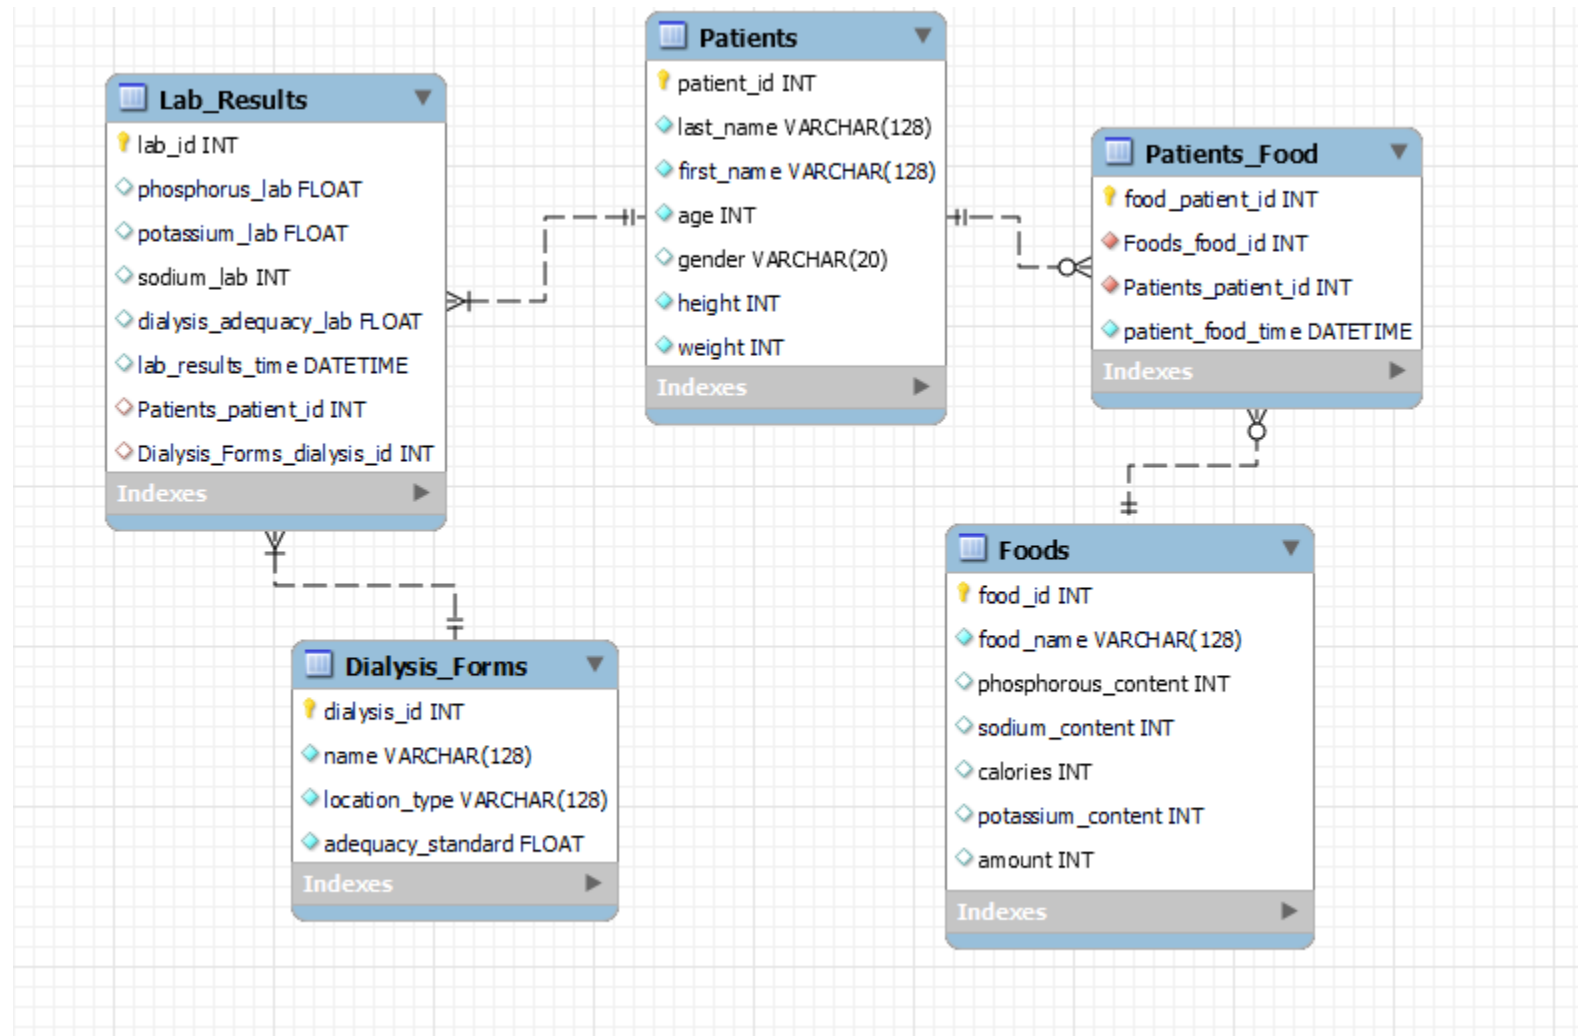 Patients
patient_id INT
last_name VARCHAR(128)
first_name VARCHAR(128)
age INT
gender VARCHAR(20)
height INT
weight INT
Indexes
Lab_Results
lab_id INT
phosphorus_lab FLOAT
potassium_lab FLOAT
sodium_lab INT
dialysis_adequacy_lab FLOAT
lab_results_time DATETIME
Patients_patient_id INT
Dialysis_Forms_dialysis_id INT
Indexes
Patients_Food
food_patient_id INT
Foods_food_id INT
Patients_patient_id INT
patient_food_time DATETIME
Indexes
Foods
food_id INT
food_name VARCHAR(128)
phosphorous_content INT
sodium_content INT
calories INT
potassium_content INT
amount INT
Indexes
Dialysis_Forms
dialysis_id INT
name VARCHAR(128)
location_type VARCHAR(128)
adequacy_standard FLOAT
Indexes